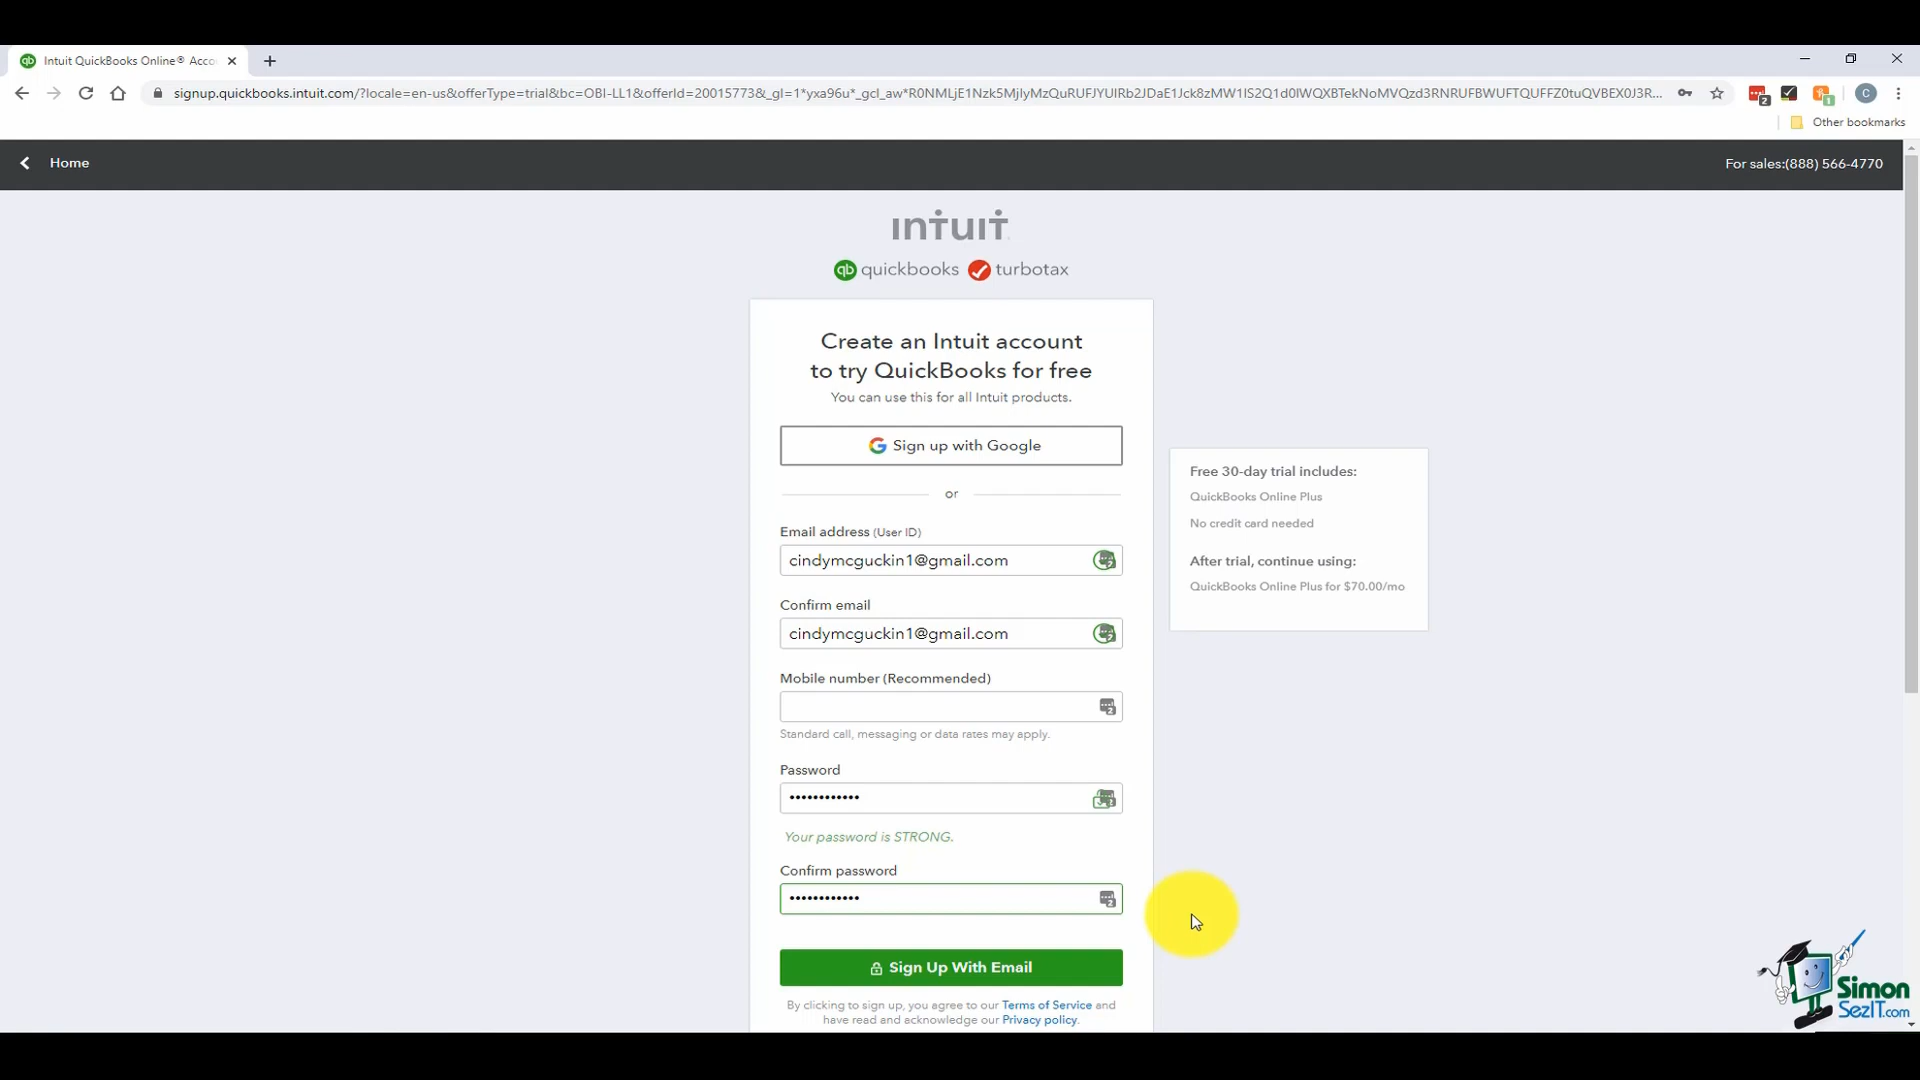 Intuit QuickBooks Online® Acco
signup.quickbooks.intuit.com/?locale=en-us&offerType=trial&bc=OBI-LL1&offerId=20015773&_gl=1*yxa96u*_gcl_aw*
Other bookmarks
Home
For sales:(888) 566-4770
intuit
qb quickbooks turbotax
Create an Intuit account
to try QuickBooks for free
You can use this for all Intuit products.
Sign up with Google
or
Free 30-day trial includes:
QuickBooks Online Plus
No credit card needed
After trial, continue using:
QuickBooks Online Plus for $70.00/mo
Email address (User ID)
cindymcguckin1@gmail.com
Confirm email
cindymcguckin1@gmail.com
Mobile number (Recommended)
Standard call, messaging or data rates may apply.
Password
••••••••••••
Your password is STRONG.
Confirm password
••••••••••••
Sign Up With Email
By clicking to sign up, you agree to our Terms of Service and
have read and acknowledge our Privacy policy.
Simon
SezIT.com